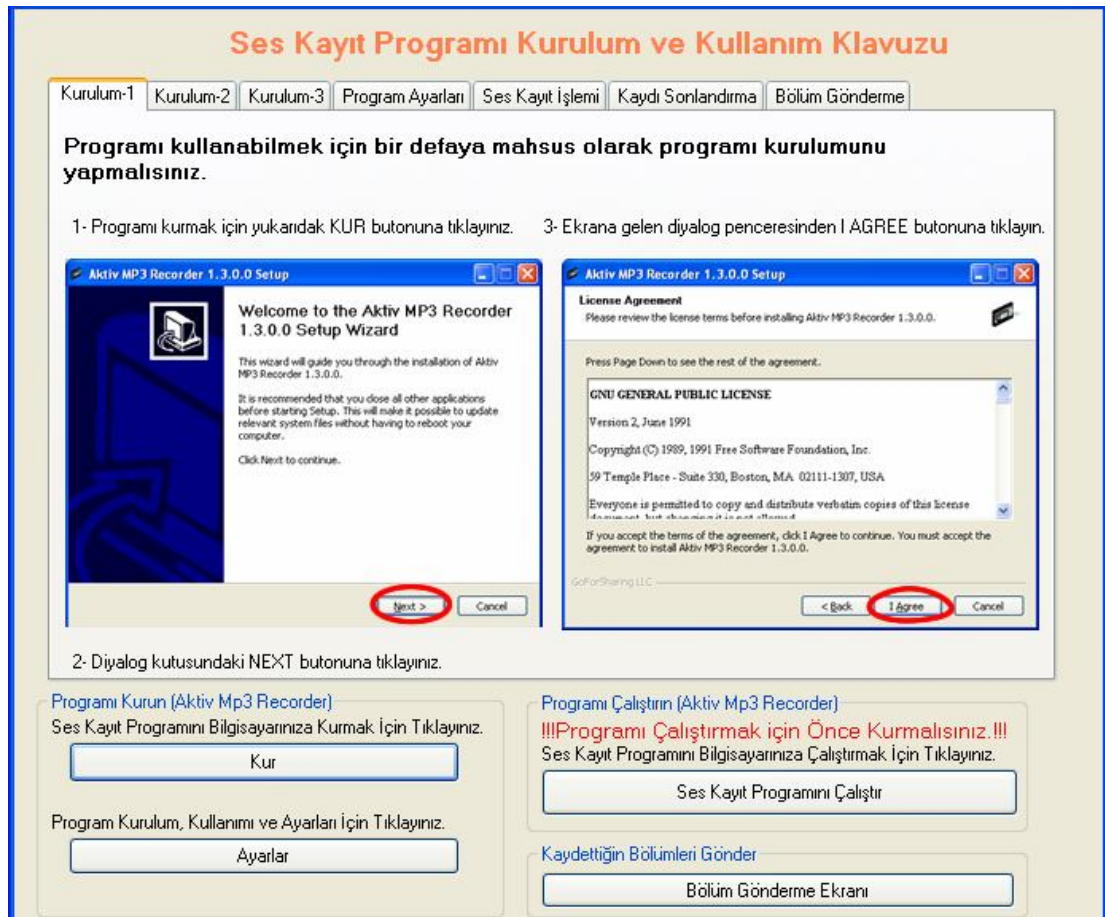 Ses Kayıt Programı Kurulum ve Kullanım Klavuzu
Kurulum-1 Kurulum-2 Kurulum-3 Program Ayarları Ses Kayıt İşlemi Kaydı Sonlandırma Bölüm Gönderme
Programı kullanabilmek için bir defaya mahsus olarak programı kurulumunu
yapmalısınız.
1- Programı kurmak için yukarıdak KUR butonuna tıklayınız.
3- Ekrana gelen diyalog penceresinden I AGREE butonuna tıklayın.
Aktiv MP3 Recorder 1.3.0.0 Setup
Welcome to the Aktiv MP3 Recorder
1.3.0.0 Setup Wizard
This wizard will guide you through the installation of Aktiv
MP3 Recorder 1.3.0.0.
It is recommended that you close all other applications
before starting Setup. This will make it possible to update
relevant system files without having to reboot your
computer.
Click Next to continue.
Next > Cancel
Aktiv MP3 Recorder 1.3.0.0 Setup
License Agreement
Please review the license terms before installing Aktiv MP3 Recorder 1.3.0.0.
Press Page Down to see the rest of the agreement.
GNU GENERAL PUBLIC LICENSE
Version 2, June 1991
Copyright (C) 1989, 1991 Free Software Foundation, Inc.
59 Temple Place - Suite 330, Boston, MA 02111-1307, USA
Everyone is permitted to copy and distribute verbatim copies of this license
document, but changing it is not allowed
If you accept the terms of the agreement, click I Agree to continue. You must accept the
agreement to install Aktiv MP3 Recorder 1.3.0.0.
GoForSharing LLC
< Back I Agree Cancel
2- Diyalog kutusundaki NEXT butonuna tıklayınız.
Programı Kurun (Aktiv Mp3 Recorder)
Ses Kayıt Programını Bilgisayarınıza Kurmak İçin Tıklayınız.
Kur
Program Kurulum, Kullanımı ve Ayarları İçin Tıklayınız.
Ayarlar
Programı Çalıştırın (Aktiv Mp3 Recorder)
!!!Programı Çalıştırmak için Önce Kurmalısınız.!!!
Ses Kayıt Programını Bilgisayarınıza Çalıştırmak İçin Tıklayınız.
Ses Kayıt Programını Çalıştır
Kaydettiğin Bölümleri Gönder
Bölüm Gönderme Ekranı